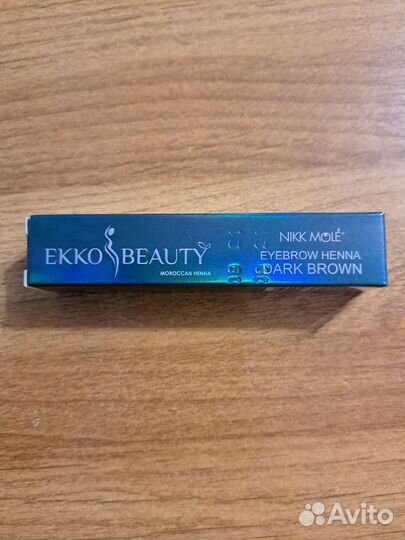 EKKO BEAUTY
MOROCCAN HENNA
NIKK MOLÉ
EYEBROW HENNA
DARK BROWN
Avito